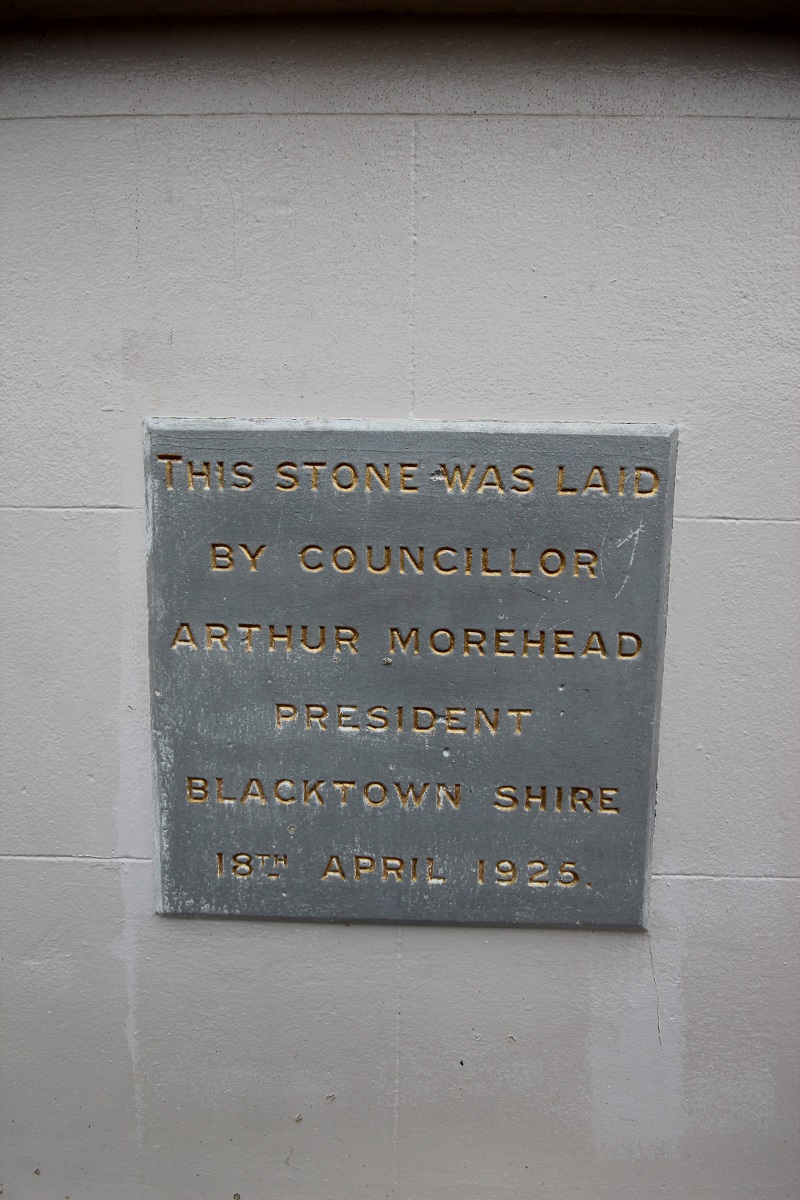 THIS STONE WAS LAID
BY COUNCILLOR
ARTHUR MOREHEAD
PRESIDENT
BLACKTOWN SHIRE
18TH APRIL 1925.